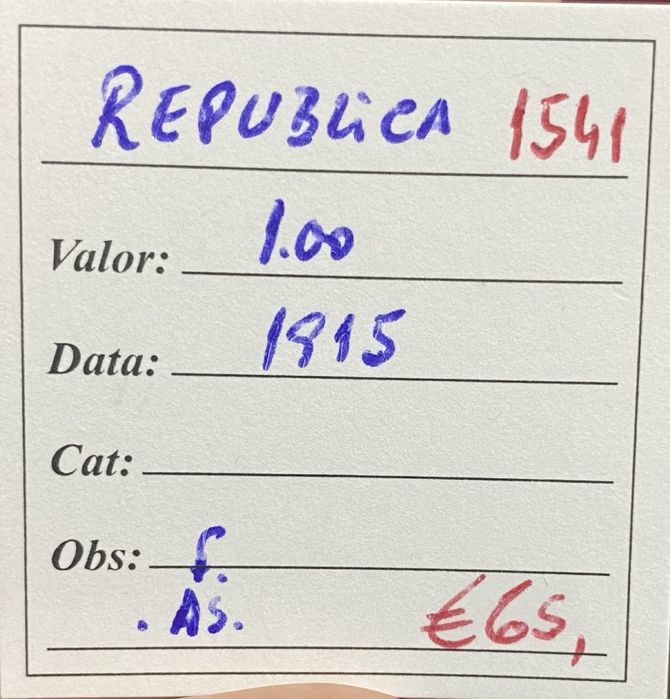 REPUBLICA 1541
Valor: 1.00
Data: 1915
Cat:
Obs: f.
. As. €65,